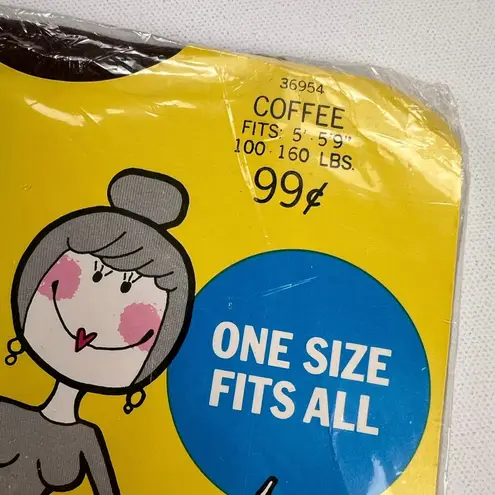 36954
COFFEE
FITS: 5'-5'9"
100-160 LBS.
99¢
ONE SIZE
FITS ALL